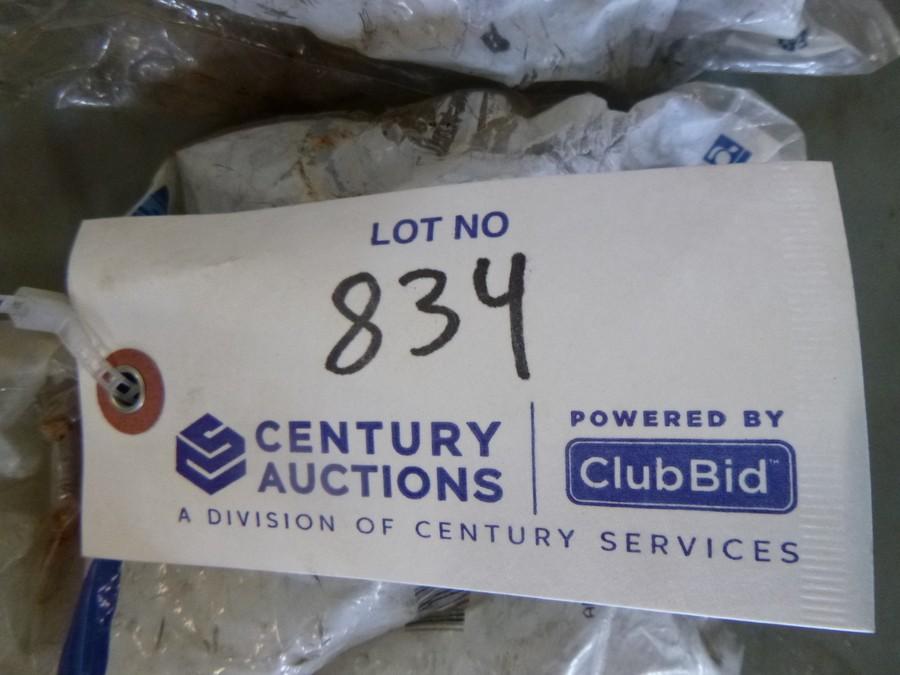 LOT NO
834
CENTURY
AUCTIONS
A DIVISION OF CENTURY SERVICES
POWERED BY
ClubBid™